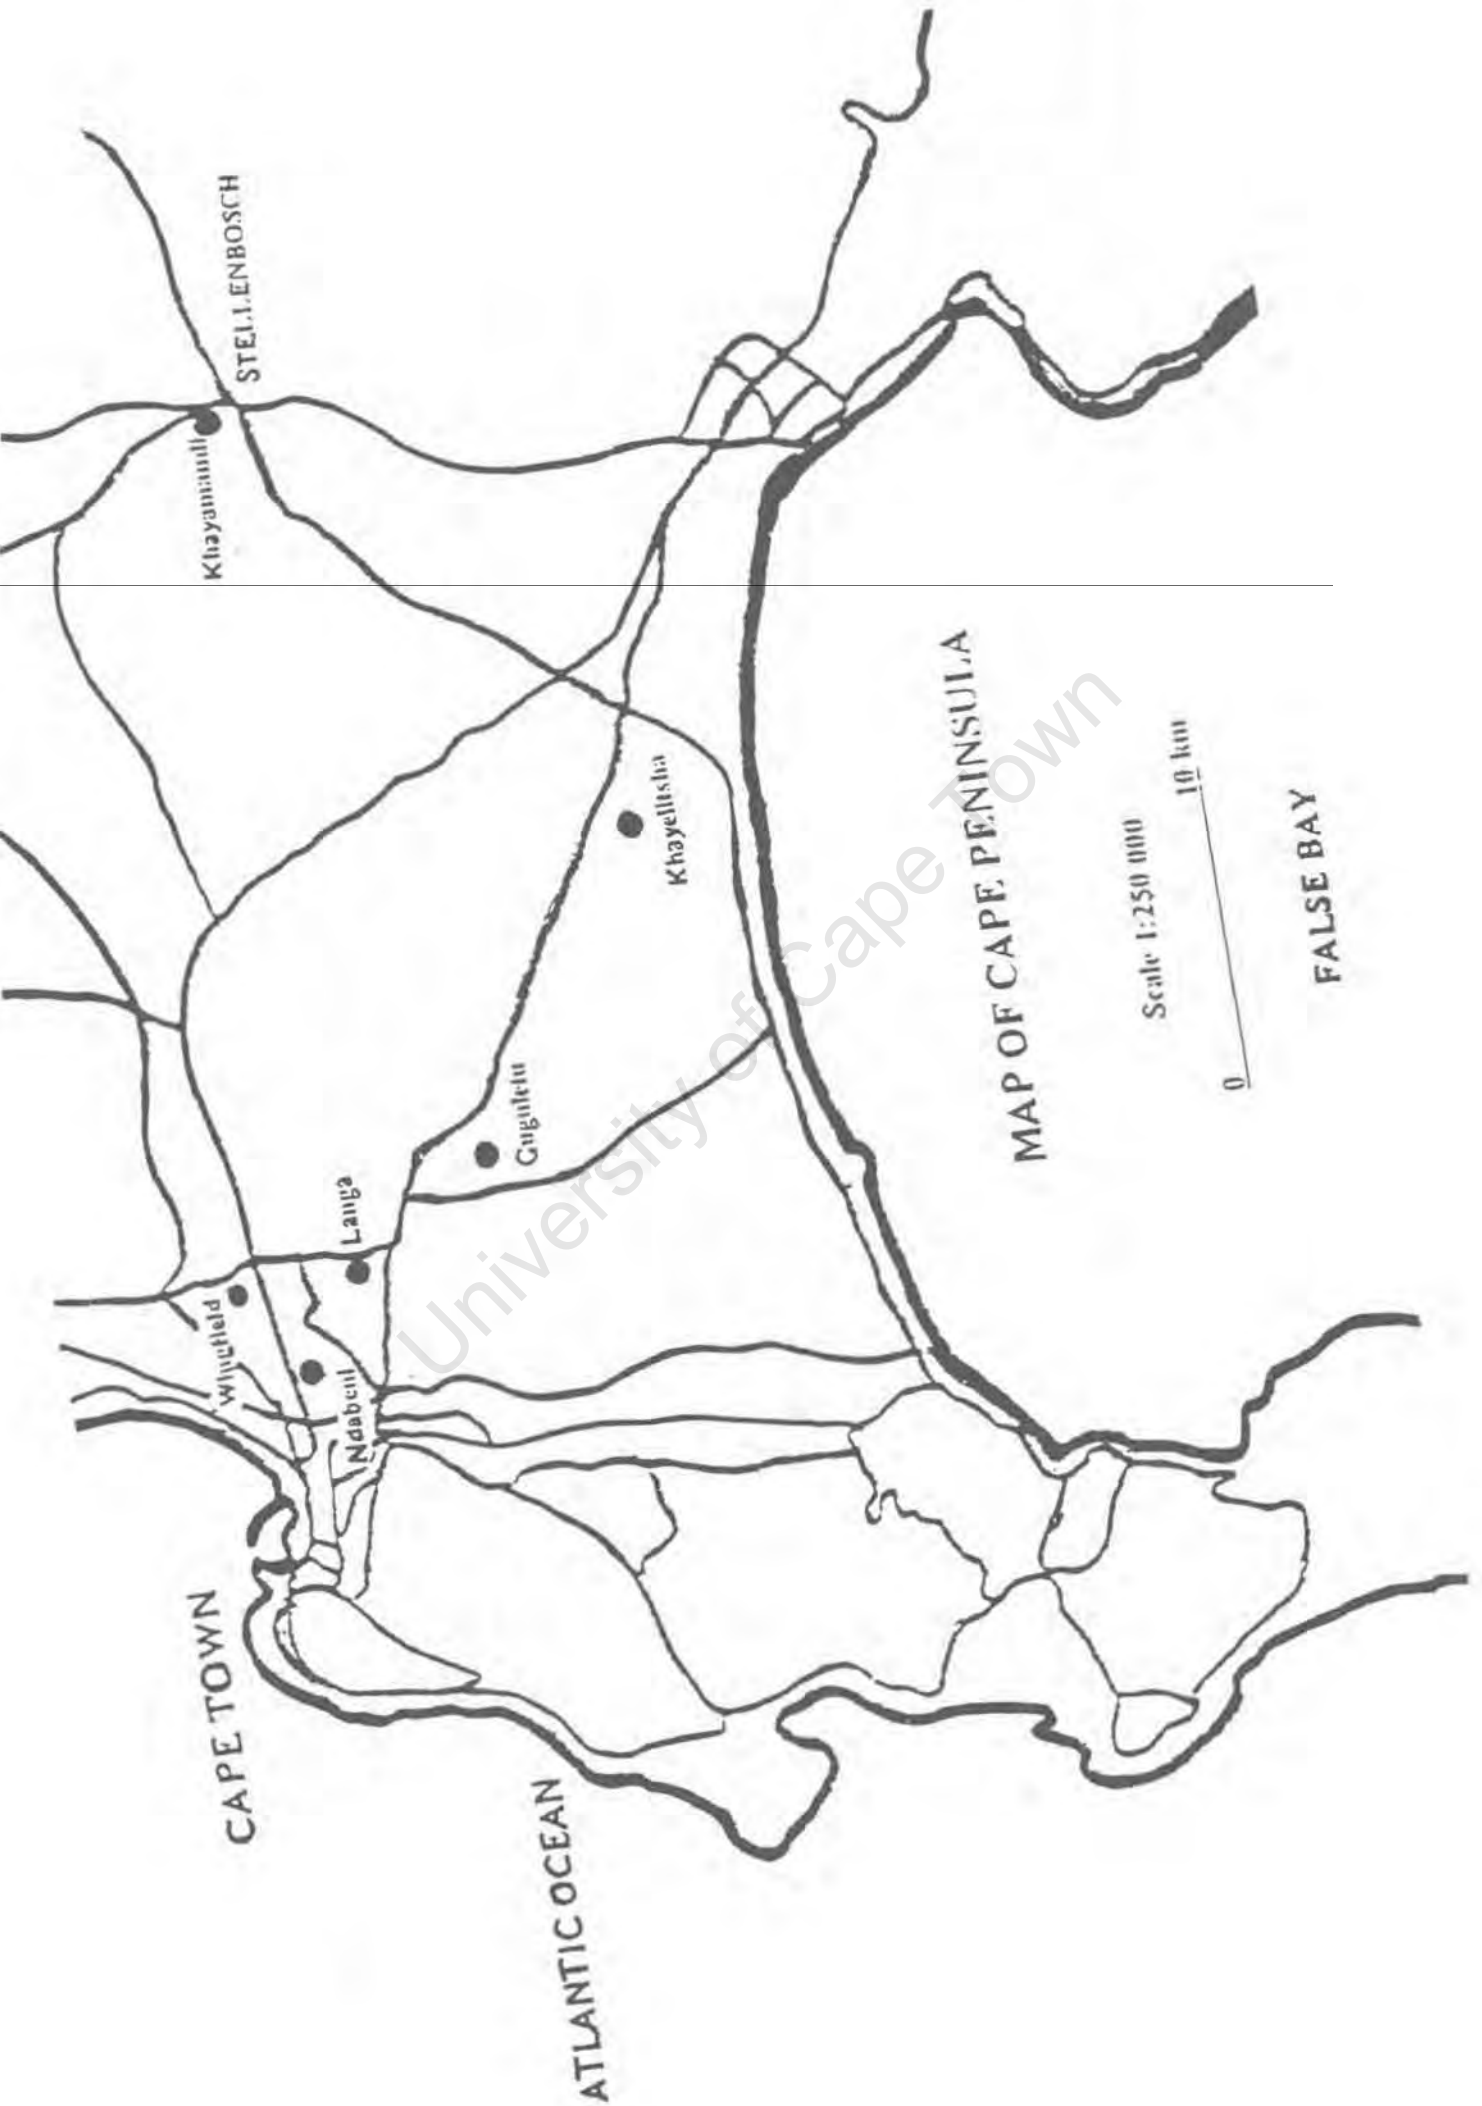 CAPE TOWN
Wingfield
Ndabeni
Langa
Khayamandi
STELLENBOSCH
Guguletu
Khayelitsha
ATLANTIC OCEAN
MAP OF CAPE PENINSULA
Scale 1:250 000
0 10 km
FALSE BAY
University of Cape Town